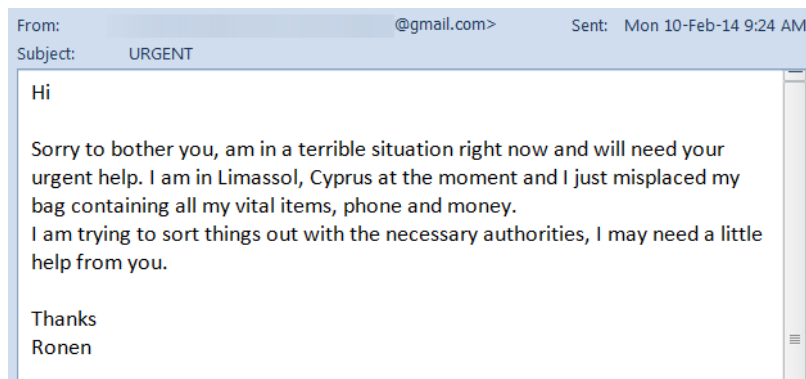 From: @gmail.com> Sent: Mon 10-Feb-14 9:24 AM
Subject: URGENT
Hi
Sorry to bother you, am in a terrible situation right now and will need your
urgent help. I am in Limassol, Cyprus at the moment and I just misplaced my
bag containing all my vital items, phone and money.
I am trying to sort things out with the necessary authorities, I may need a little
help from you.
Thanks
Ronen